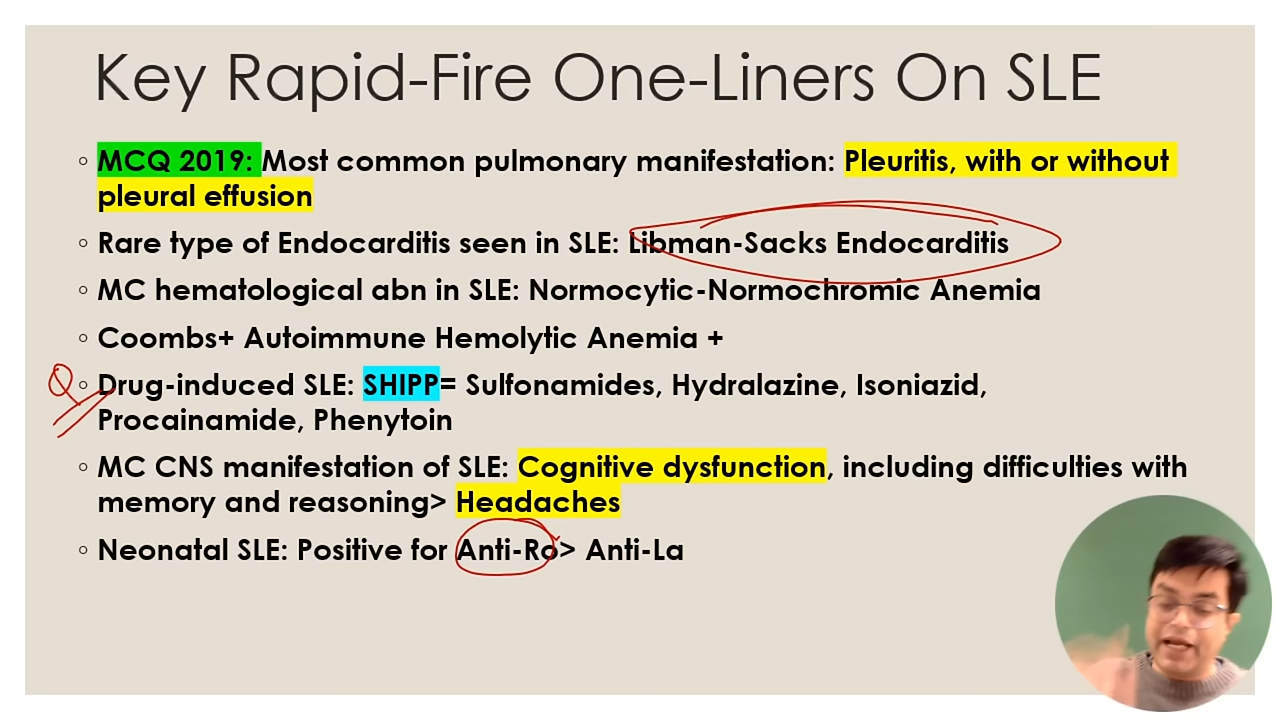 Key Rapid-Fire One-Liners On SLE
◦ MCQ 2019: Most common pulmonary manifestation: Pleuritis, with or without
pleural effusion
◦ Rare type of Endocarditis seen in SLE: Libman-Sacks Endocarditis
◦ MC hematological abn in SLE: Normocytic-Normochromic Anemia
◦ Coombs+ Autoimmune Hemolytic Anemia +
Q
◦ Drug-induced SLE: SHIPP= Sulfonamides, Hydralazine, Isoniazid,
Procainamide, Phenytoin
◦ MC CNS manifestation of SLE: Cognitive dysfunction, including difficulties with
memory and reasoning> Headaches
◦ Neonatal SLE: Positive for Anti-Ro> Anti-La